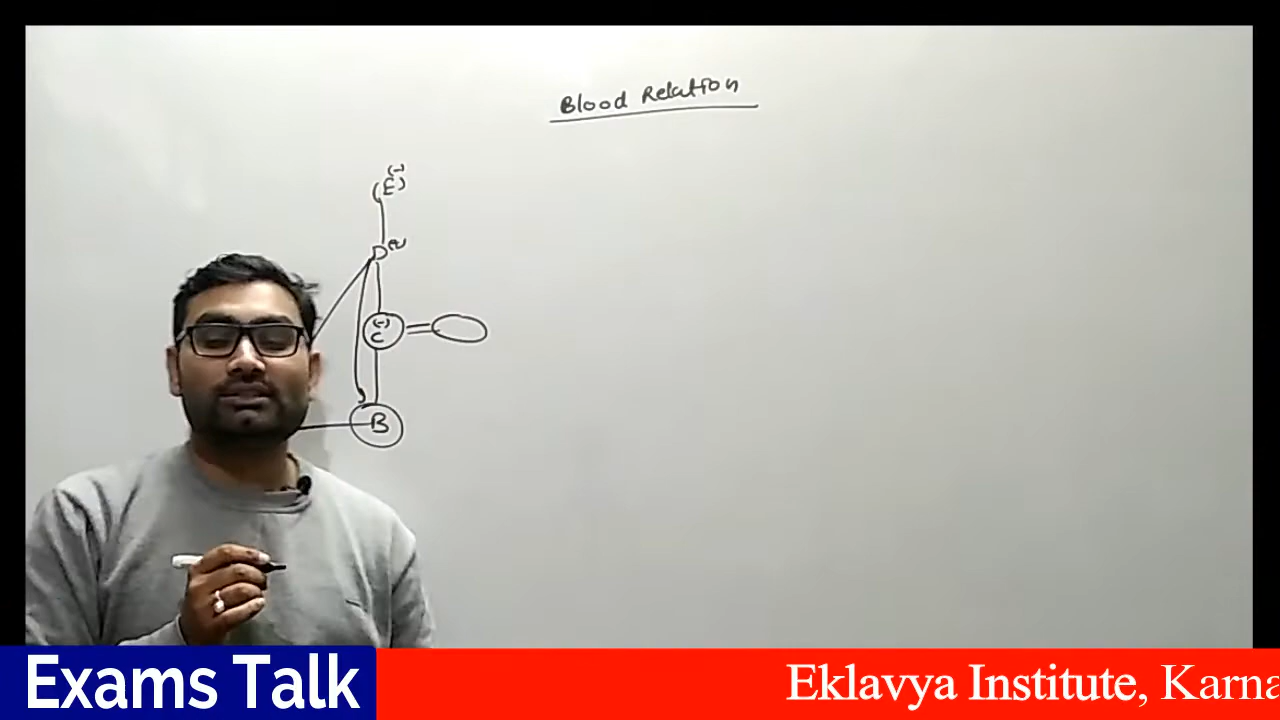 Blood Relation
(-)
(E)
D (+)
(-)
C
B
Exams Talk
Eklavya Institute, Karna